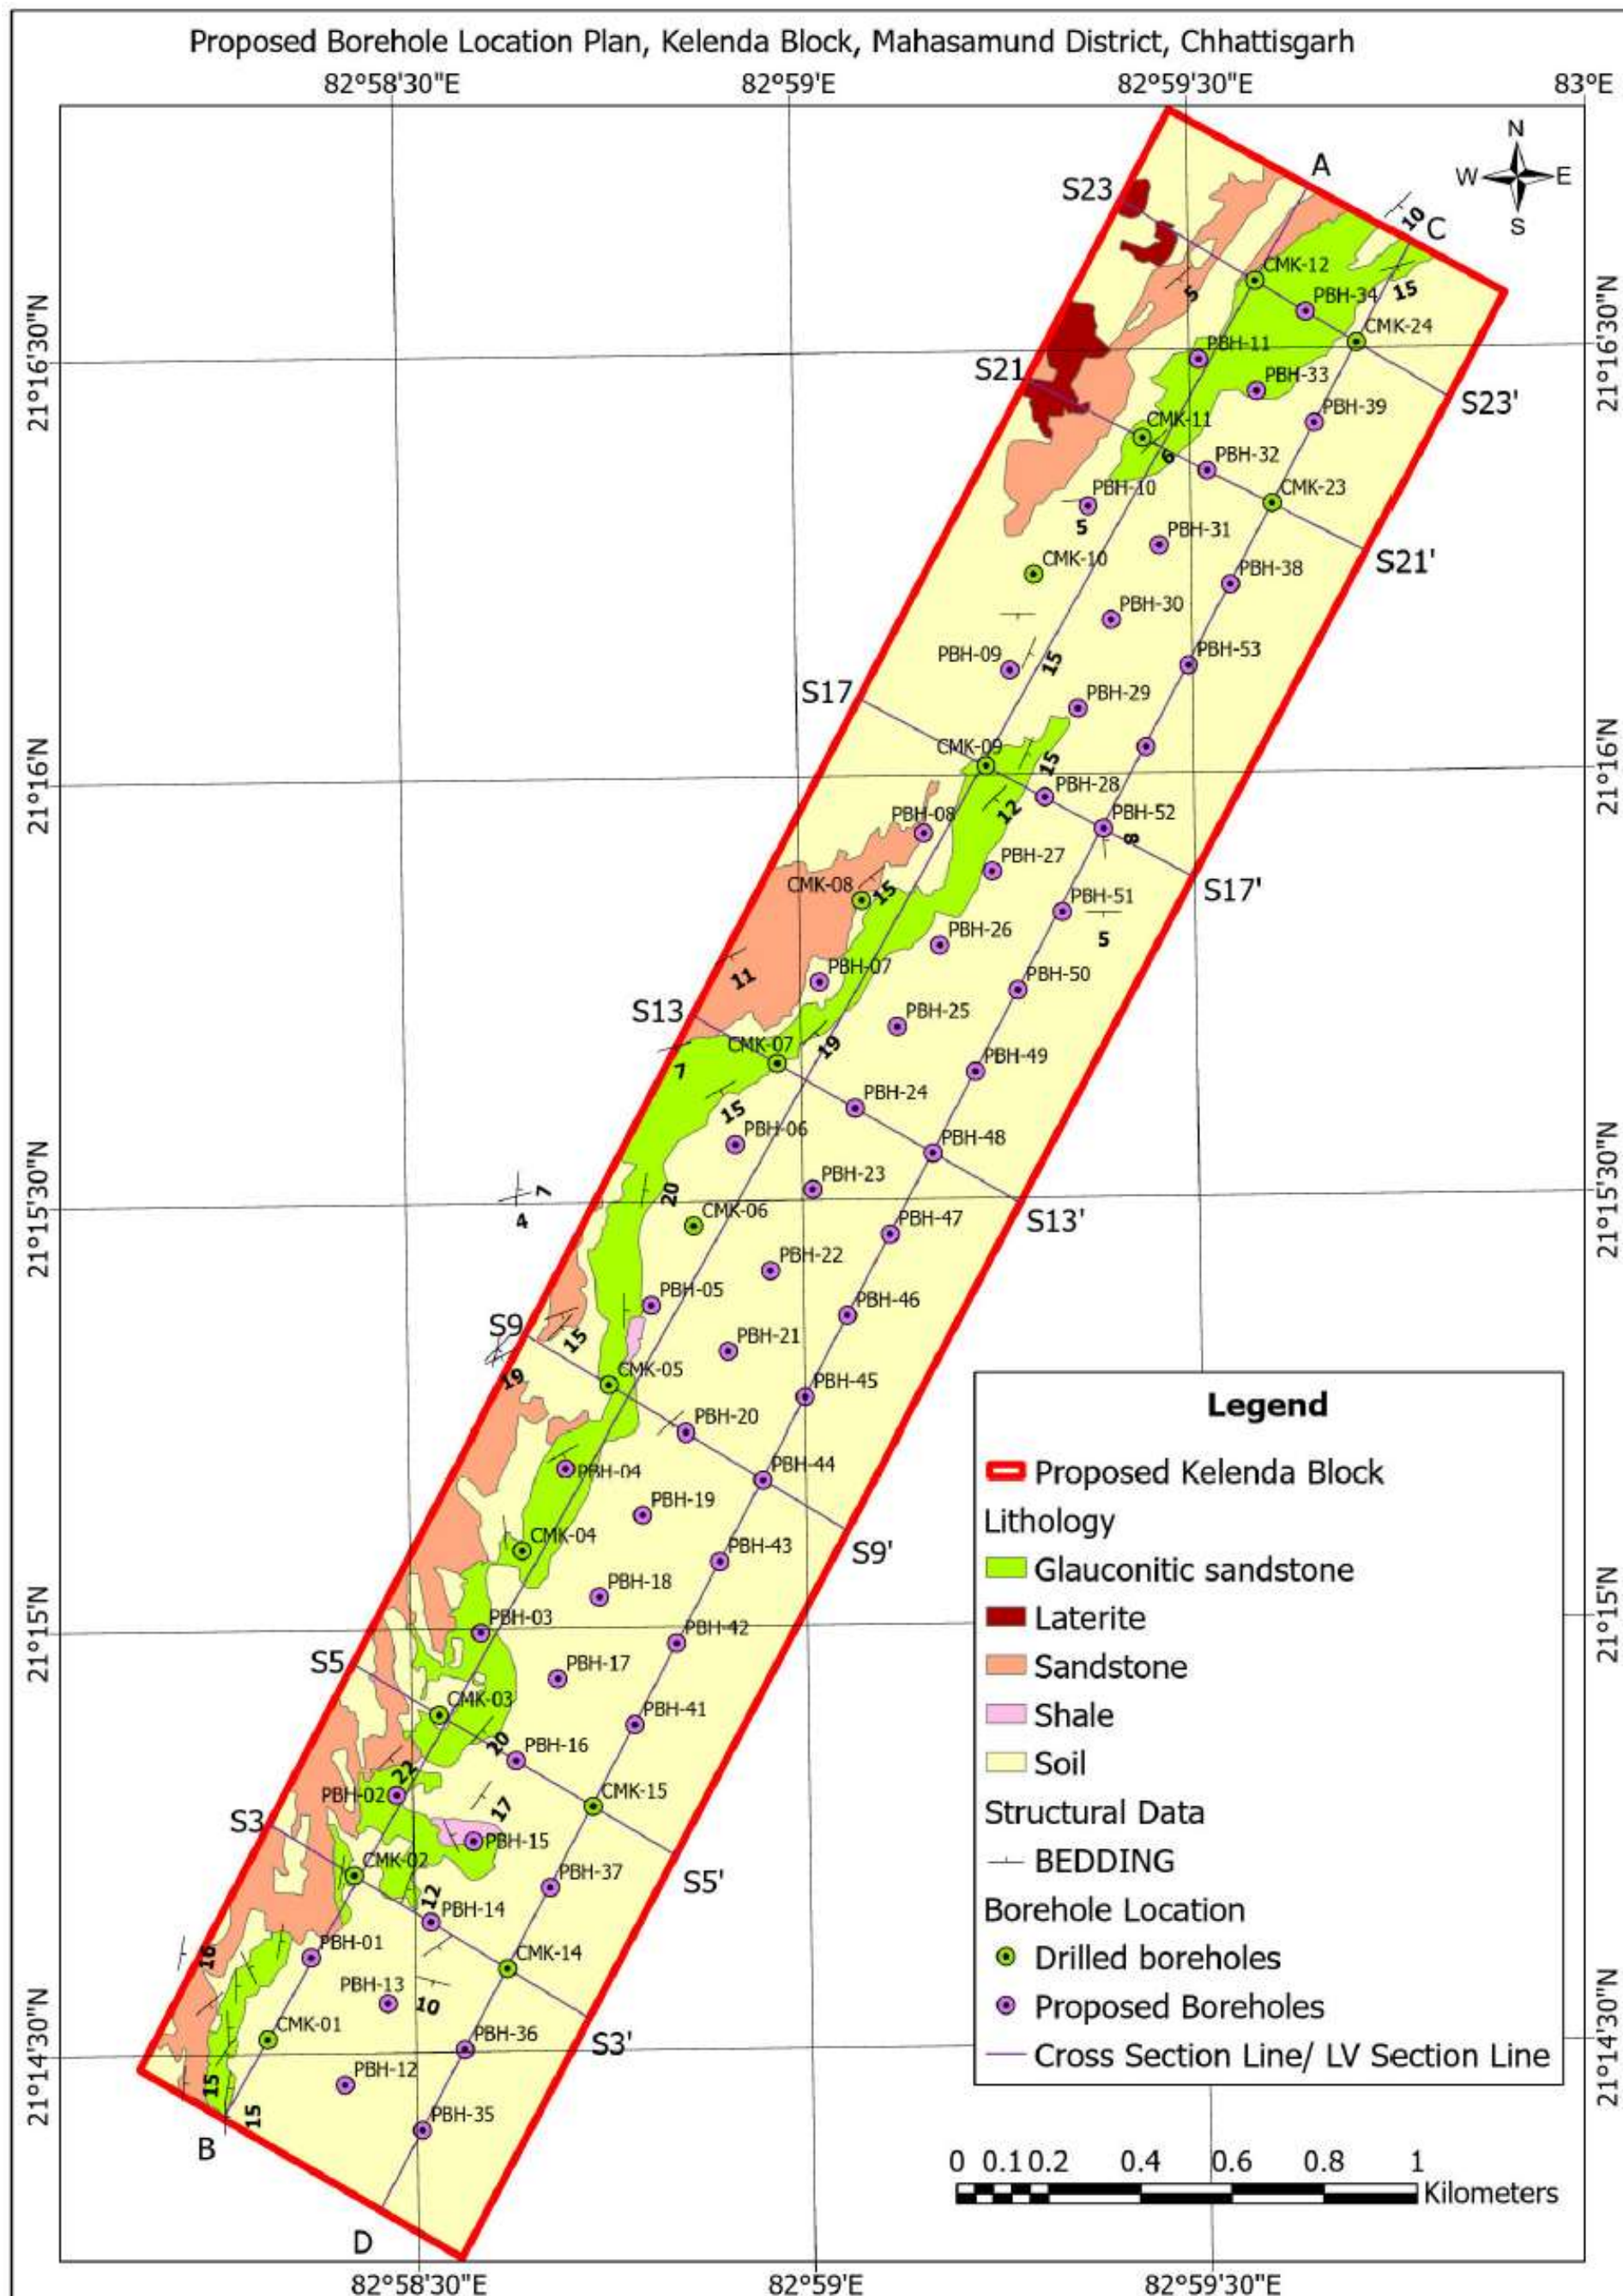 Proposed Borehole Location Plan, Kelenda Block, Mahasamund District, Chhattisgarh
82°58'30"E 82°59'E 82°59'30"E 83°E
N
W E
S
A
S23
10
C
CMK-12
5
15
PBH-34
21°16'30"N
21°16'30"N
CMK-24
PBH-11
S21
PBH-33
S23'
PBH-39
CMK-11
6
PBH-32
PBH-10
CMK-23
5
PBH-31
CMK-10
S21'
PBH-38
PBH-30
PBH-09
15
PBH-53
S17
PBH-29
CMK-09
15
21°16'N
21°16'N
PBH-28
12
PBH-08
PBH-52
8
PBH-27
CMK-08
15
S17'
PBH-51
PBH-26
5
11
PBH-07
PBH-50
S13
PBH-25
CMK-07
19
7
PBH-49
15
PBH-24
PBH-06
PBH-48
21°15'30"N
21°15'30"N
7
20
PBH-23
4
CMK-06
S13'
PBH-47
PBH-22
PBH-05
PBH-46
S9
15
PBH-21
19
CMK-05
PBH-45
PBH-20
PBH-04
PBH-44
PBH-19
CMK-04
PBH-43
S9'
PBH-18
21°15'N
21°15'N
PBH-03
PBH-42
S5
PBH-17
CMK-03
PBH-41
20
PBH-16
22
PBH-02
CMK-15
17
S3
PBH-15
CMK-02
PBH-37
S5'
12
PBH-14
PBH-01
CMK-14
16
PBH-13
10
CMK-01
PBH-36
S3'
21°14'30"N
21°14'30"N
15
PBH-12
15
PBH-35
B
D
Legend
Proposed Kelenda Block
Lithology
Glauconitic sandstone
Laterite
Sandstone
Shale
Soil
Structural Data
BEDDING
Borehole Location
Drilled boreholes
Proposed Boreholes
Cross Section Line/ LV Section Line
0 0.1 0.2 0.4 0.6 0.8 1
Kilometers
82°58'30"E 82°59'E 82°59'30"E